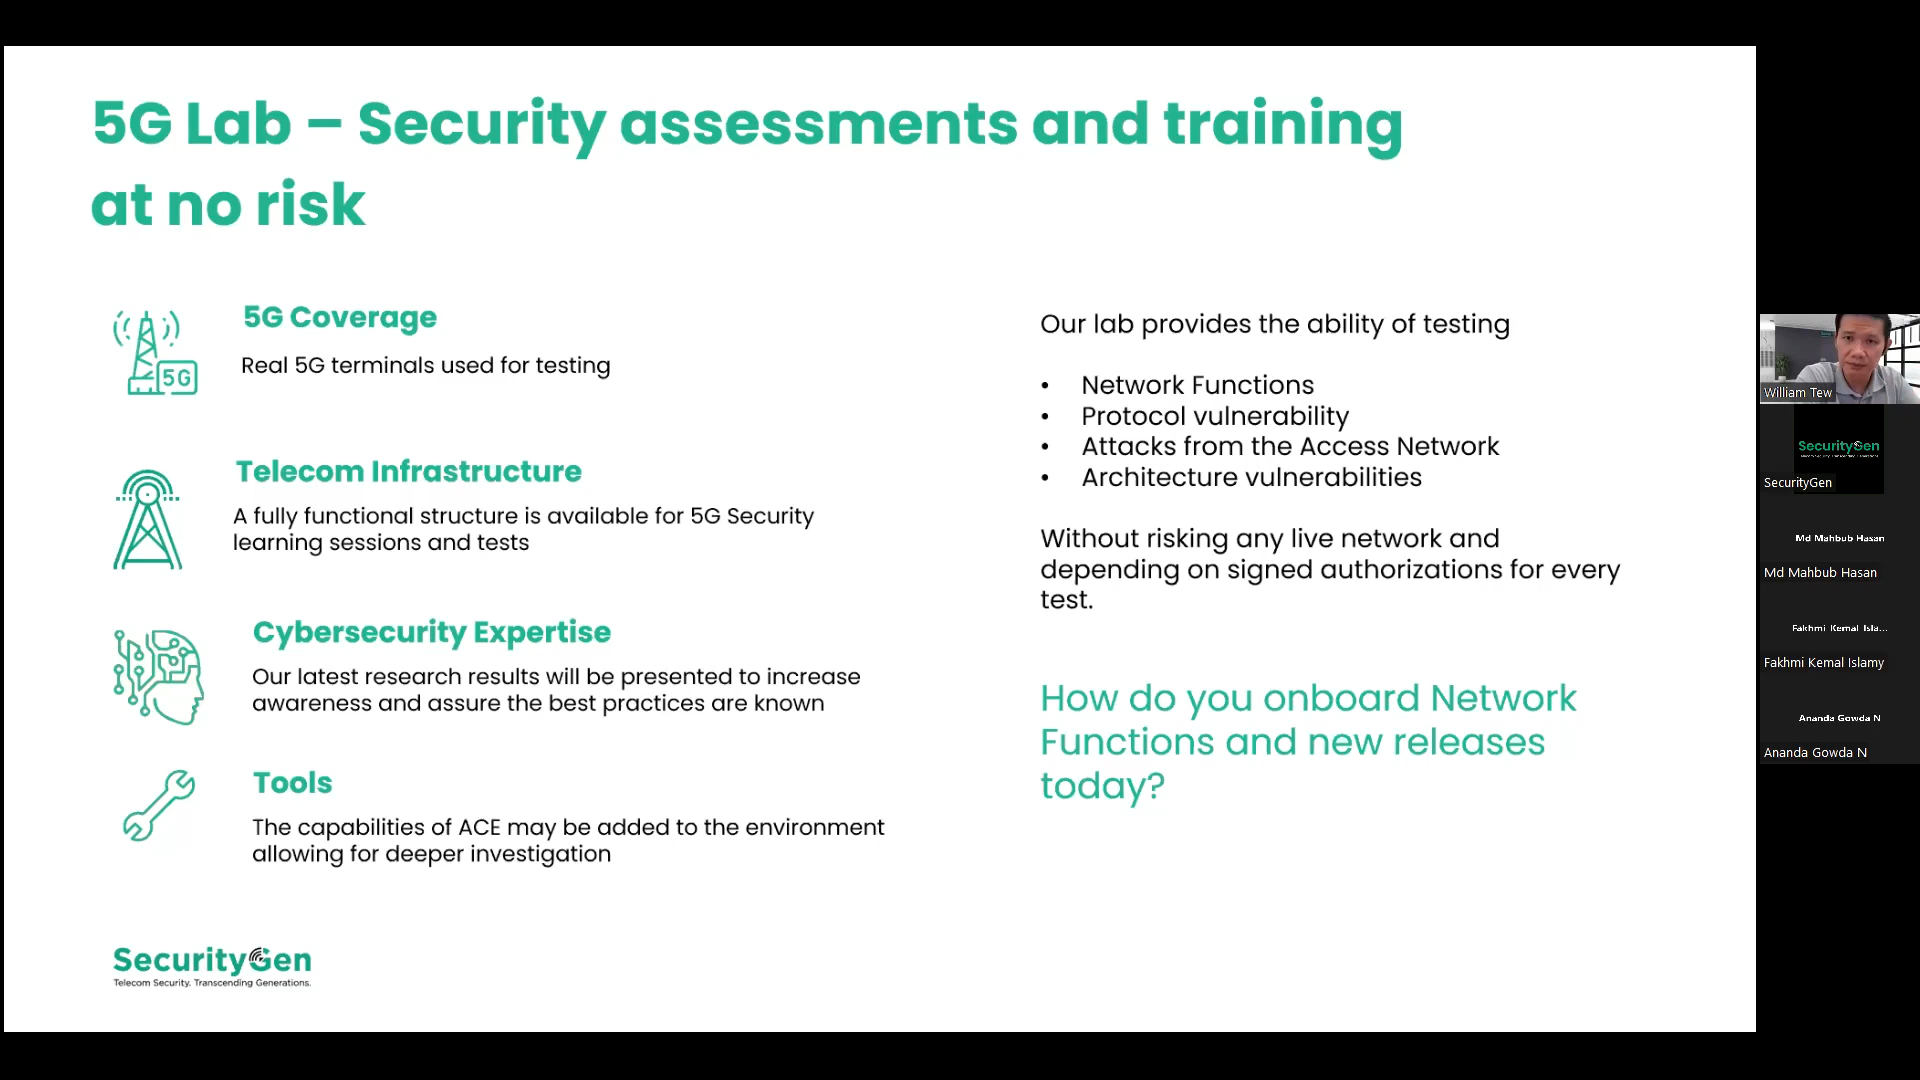 5G Lab – Security assessments and training
at no risk
5G Coverage
Real 5G terminals used for testing
Telecom Infrastructure
A fully functional structure is available for 5G Security
learning sessions and tests
Cybersecurity Expertise
Our latest research results will be presented to increase
awareness and assure the best practices are known
Tools
The capabilities of ACE may be added to the environment
allowing for deeper investigation
5G
Our lab provides the ability of testing
• Network Functions
• Protocol vulnerability
• Attacks from the Access Network
• Architecture vulnerabilities
Without risking any live network and
depending on signed authorizations for every
test.
How do you onboard Network
Functions and new releases
today?
SecurityGen
Telecom Security. Transcending Generations.
William Tew
SecurityGen
Telecom Security. Transcending Generations.
SecurityGen
Md Mahbub Hasan
Md Mahbub Hasan
Fakhmi Kemal Isla...
Fakhmi Kemal Islamy
Ananda Gowda N
Ananda Gowda N